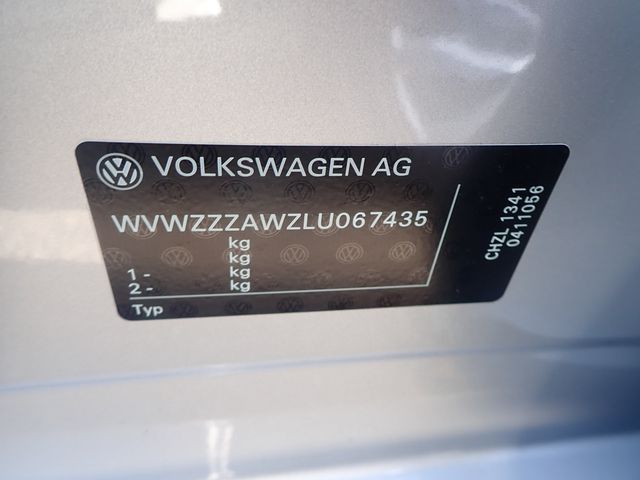 VOLKSWAGEN AG
WVWZZZAWZLU067435
kg
kg
1 - kg
2 - kg
Typ
CHZL 1341
0411056